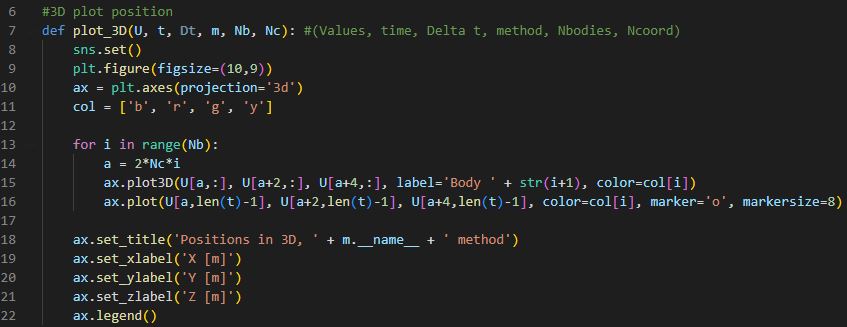 6 #3D plot position
7 def plot_3D(U, t, Dt, m, Nb, Nc): #(Values, time, Delta t, method, Nbodies, Ncoord)
8     sns.set()
9     plt.figure(figsize=(10,9))
10     ax = plt.axes(projection='3d')
11     col = ['b', 'r', 'g', 'y']
12
13     for i in range(Nb):
14         a = 2*Nc*i
15         ax.plot3D(U[a,:], U[a+2,:], U[a+4,:], label='Body ' + str(i+1), color=col[i])
16         ax.plot(U[a,len(t)-1], U[a+2,len(t)-1], U[a+4,len(t)-1], color=col[i], marker='o', markersize=8)
17
18     ax.set_title('Positions in 3D, ' + m.__name__ + ' method')
19     ax.set_xlabel('X [m]')
20     ax.set_ylabel('Y [m]')
21     ax.set_zlabel('Z [m]')
22     ax.legend()